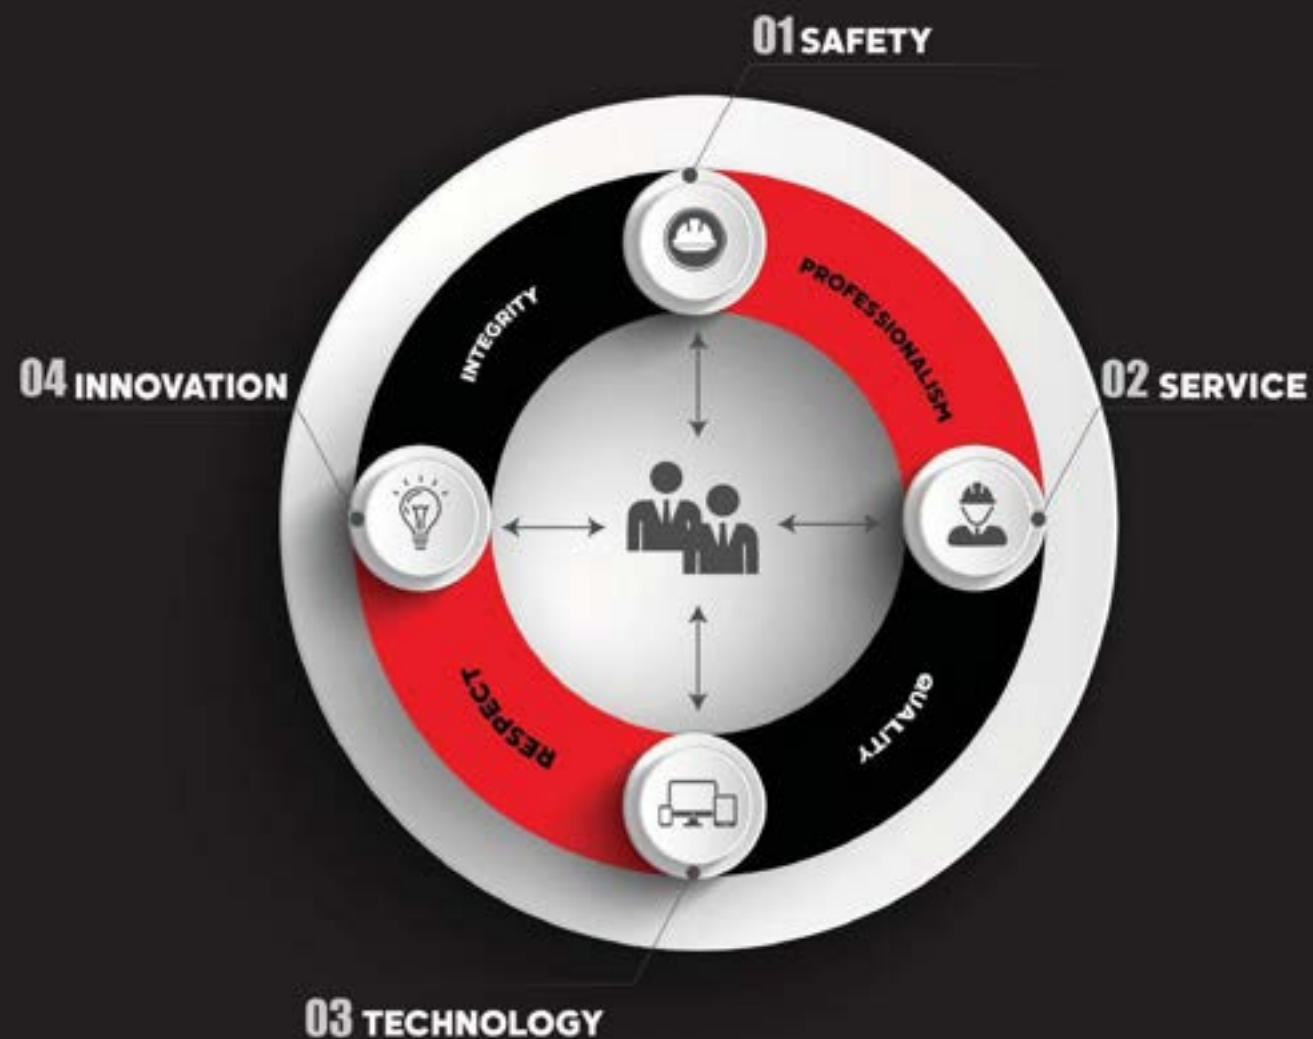 01 SAFETY
PROFESSIONALISM
INTEGRITY
04 INNOVATION
02 SERVICE
RESPECT
QUALITY
03 TECHNOLOGY